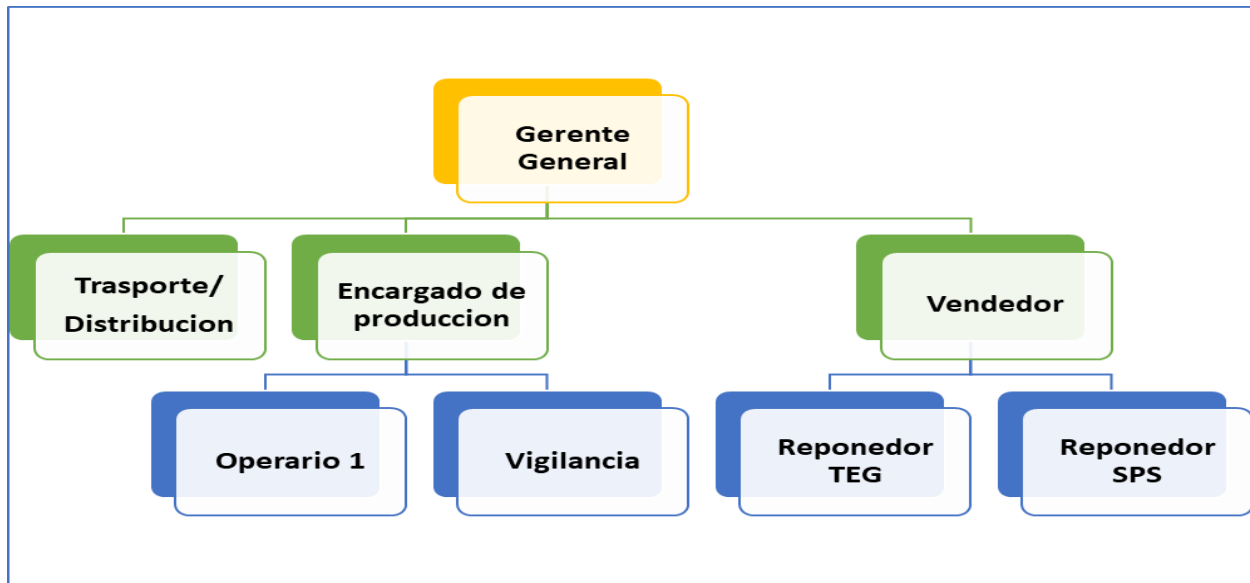 Gerente
General
Trasporte/
Distribucion
Encargado de
produccion
Vendedor
Operario 1
Vigilancia
Reponedor
TEG
Reponedor
SPS